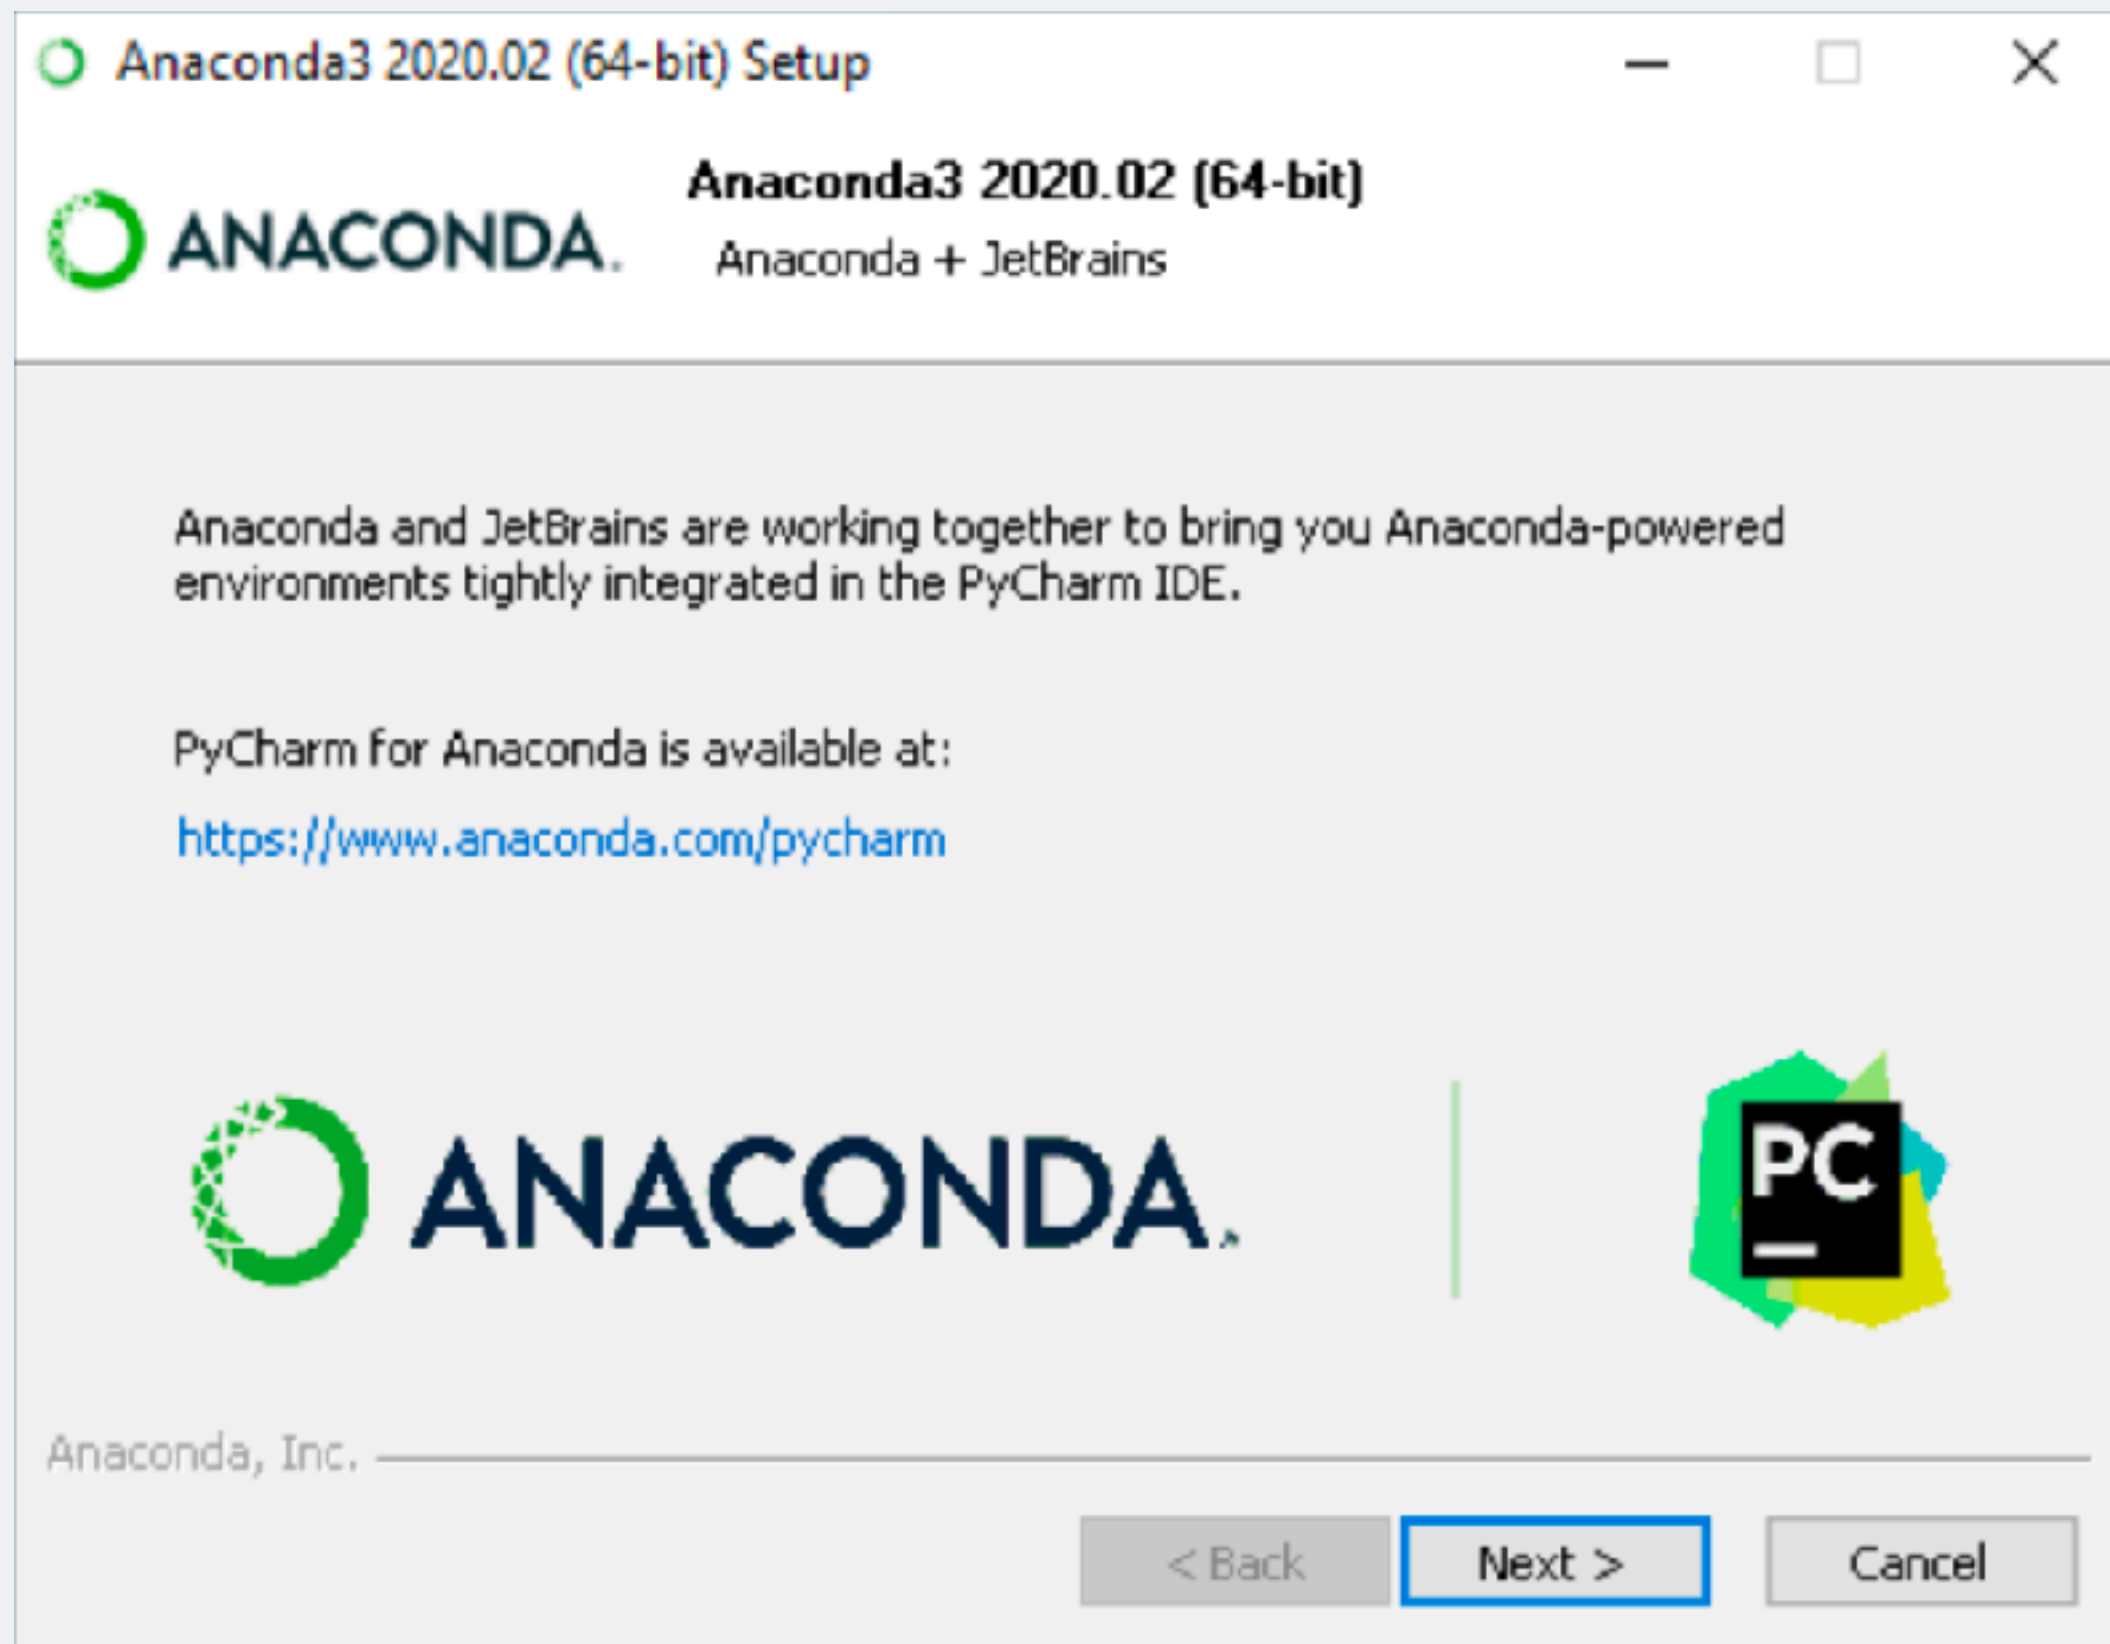 Anaconda3 2020.02 (64-bit) Setup
Anaconda3 2020.02 (64-bit)
ANACONDA.
Anaconda + JetBrains
Anaconda and JetBrains are working together to bring you Anaconda-powered
environments tightly integrated in the PyCharm IDE.
PyCharm for Anaconda is available at:
https://www.anaconda.com/pycharm
ANACONDA.
PC
Anaconda, Inc.
< Back
Next >
Cancel